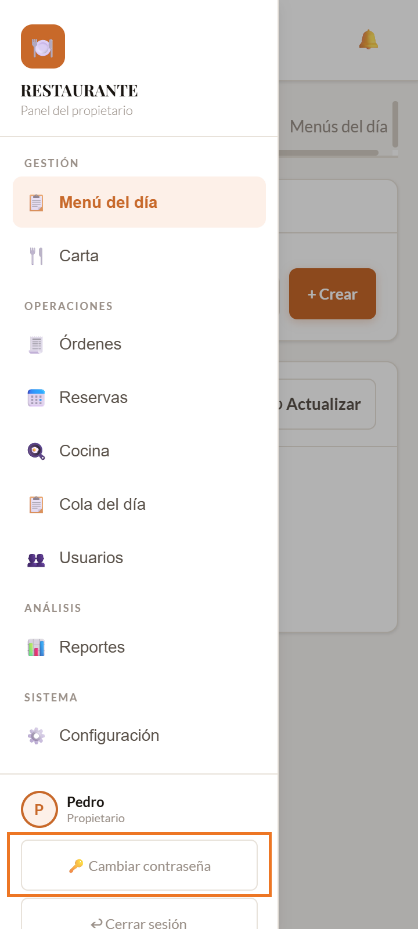 RESTAURANTE
Panel del propietario
GESTIÓN
Menú del día
Carta
OPERACIONES
Órdenes
Reservas
Cocina
Cola del día
Usuarios
ANÁLISIS
Reportes
SISTEMA
Configuración
P
Pedro
Propietario
Cambiar contraseña
Cerrar sesión
Menús del día
+ Crear
Actualizar